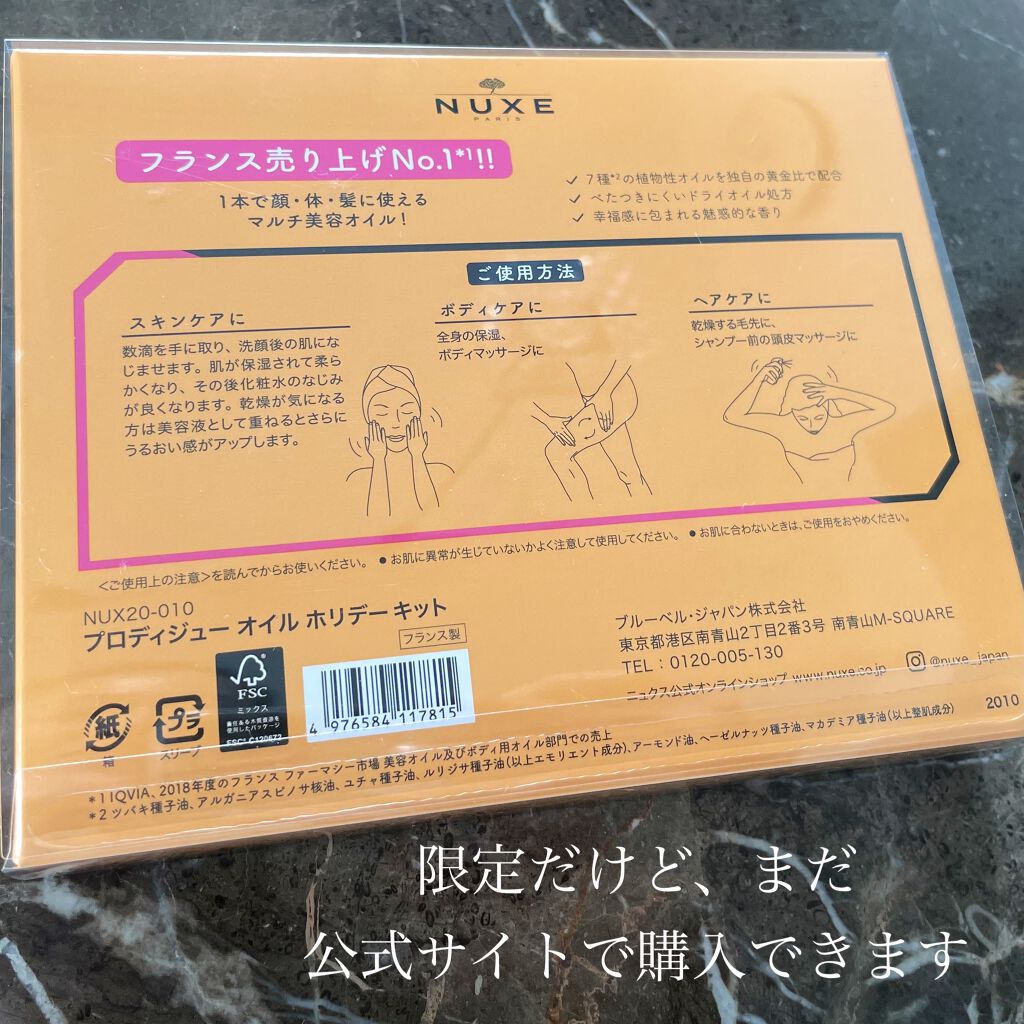 NUXE
PARIS
フランス売り上げNo.1*1!!
1本で顔・体・髪に使える
マルチ美容オイル！
7種*2の植物性オイルを独自の黄金比で配合
べたつきにくいドライオイル処方
幸福感に包まれる魅惑的な香り
ご使用方法
スキンケアに
数滴を手に取り、洗顔後の肌にな
じませます。肌が保湿されて柔ら
かくなり、その後化粧水のなじみ
が良くなります。乾燥が気になる
方は美容液として重ねるとさらに
うるおい感がアップします。
ボディケアに
全身の保湿、
ボディマッサージに
ヘアケアに
乾燥する毛先に、
シャンプー前の頭皮マッサージに
<ご使用上の注意>を読んでからお使いください。 ●お肌に異常が生じていないかよく注意して使用してください。 ●お肌に合わないときは、ご使用をおやめください。
NUX20-010
プロディジュー オイル ホリデー キット
フランス製
ブルーベル・ジャパン株式会社
東京都港区南青山2丁目2番3号 南青山M-SQUARE
TEL：0120-005-130
ニュクス公式オンラインショップ www.nuxe.co.jp @nuxe_japan
紙
箱
プラ
スリーブ
FSC
ミックス
責任ある木質資源を
使用したパッケージ
FSC® C120672
4 976584 117815
2010
*1 IQVIA、2018年度のフランス ファーマシー市場 美容オイル及びボディ用オイル部門での売上
*2 ツバキ種子油、アルガニアスピノサ核油、ユチャ種子油、ルリジサ種子油(以上エモリエント成分)、アーモンド油、ヘーゼルナッツ種子油、マカデミア種子油(以上整肌成分)
限定だけど、まだ
公式サイトで購入できます